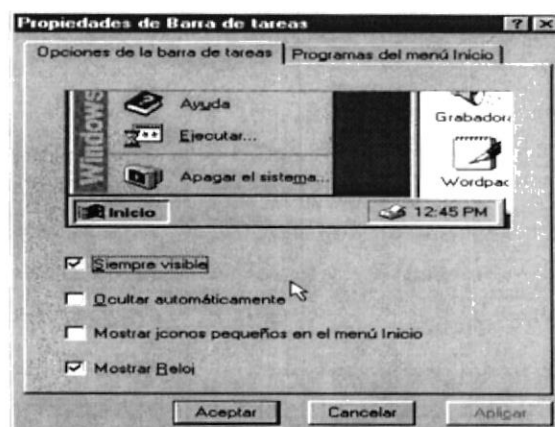 Propiedades de Barra de tareas
Opciones de la barra de tareas Programas del menú Inicio
Windows
Ayuda
Ejecutar...
Apagar el sistema...
Grabadora
Wordpad
Inicio
12:45 PM
Siempre visible
Ocultar automáticamente
Mostrar iconos pequeños en el menú Inicio
Mostrar Reloj
Aceptar Cancelar Aplicar